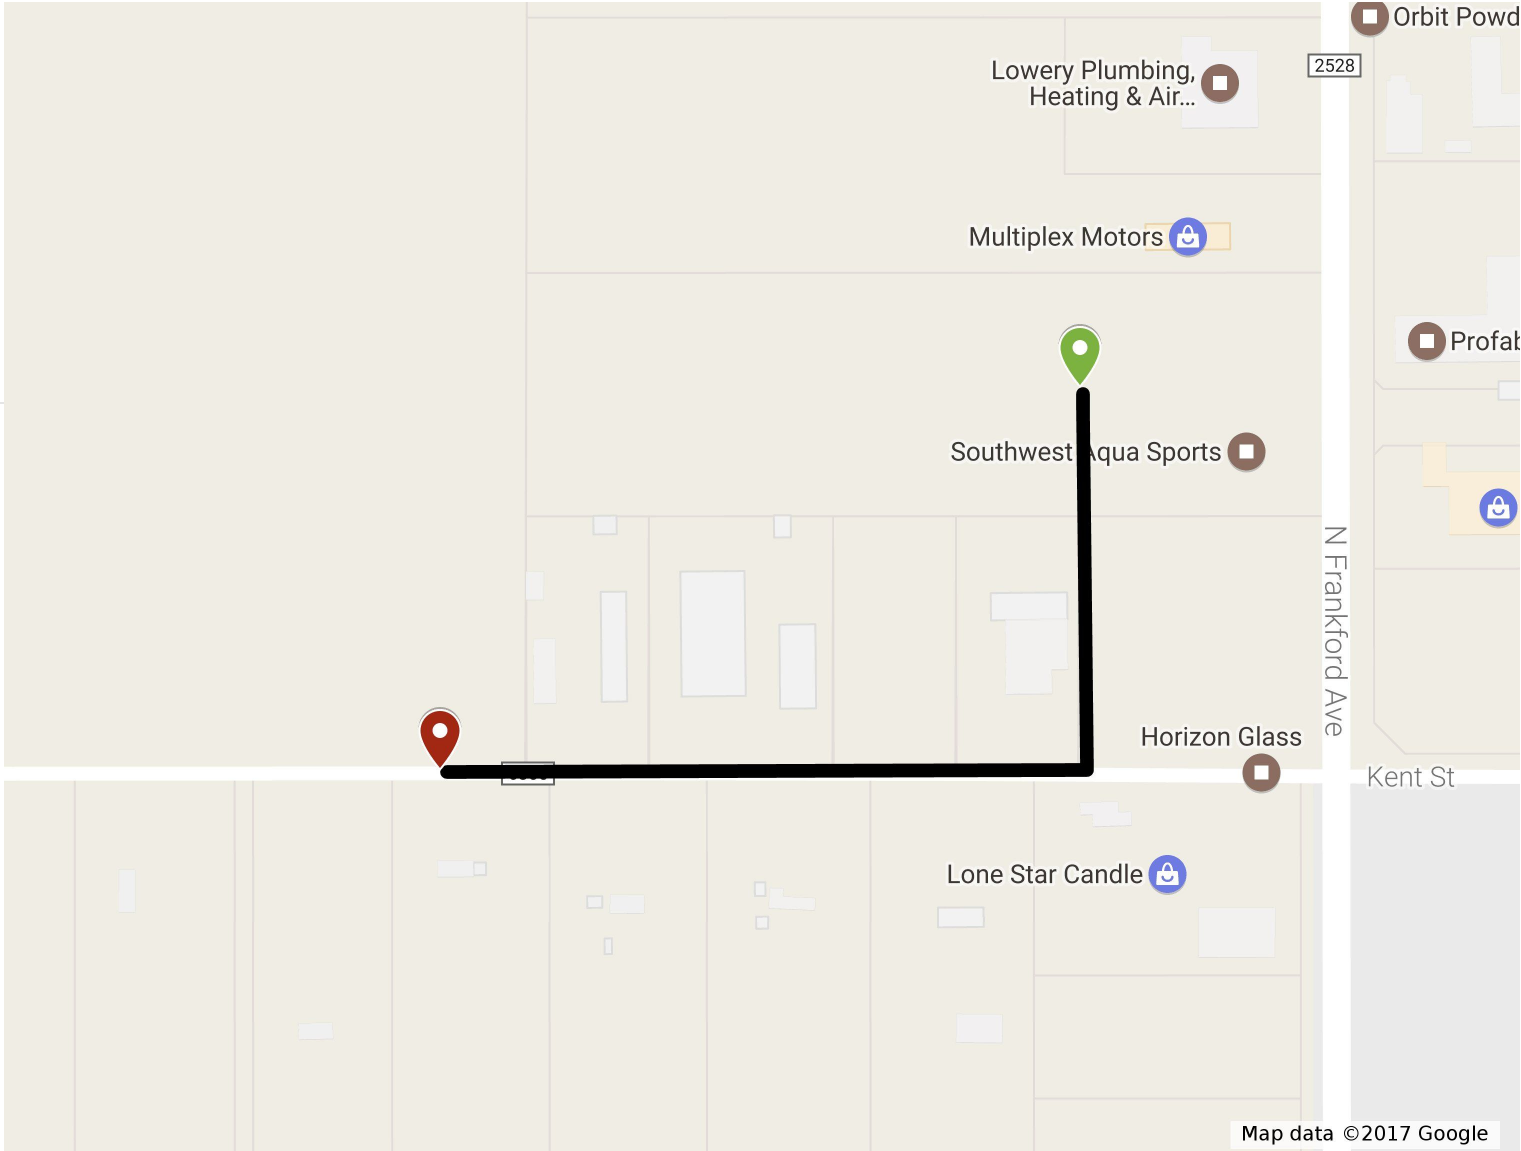 Orbit Powd
2528
Lowery Plumbing,
Heating & Air...
Multiplex Motors
Profab
Southwest Aqua Sports
N Frankford Ave
Horizon Glass
Kent St
Lone Star Candle
Map data ©2017 Google